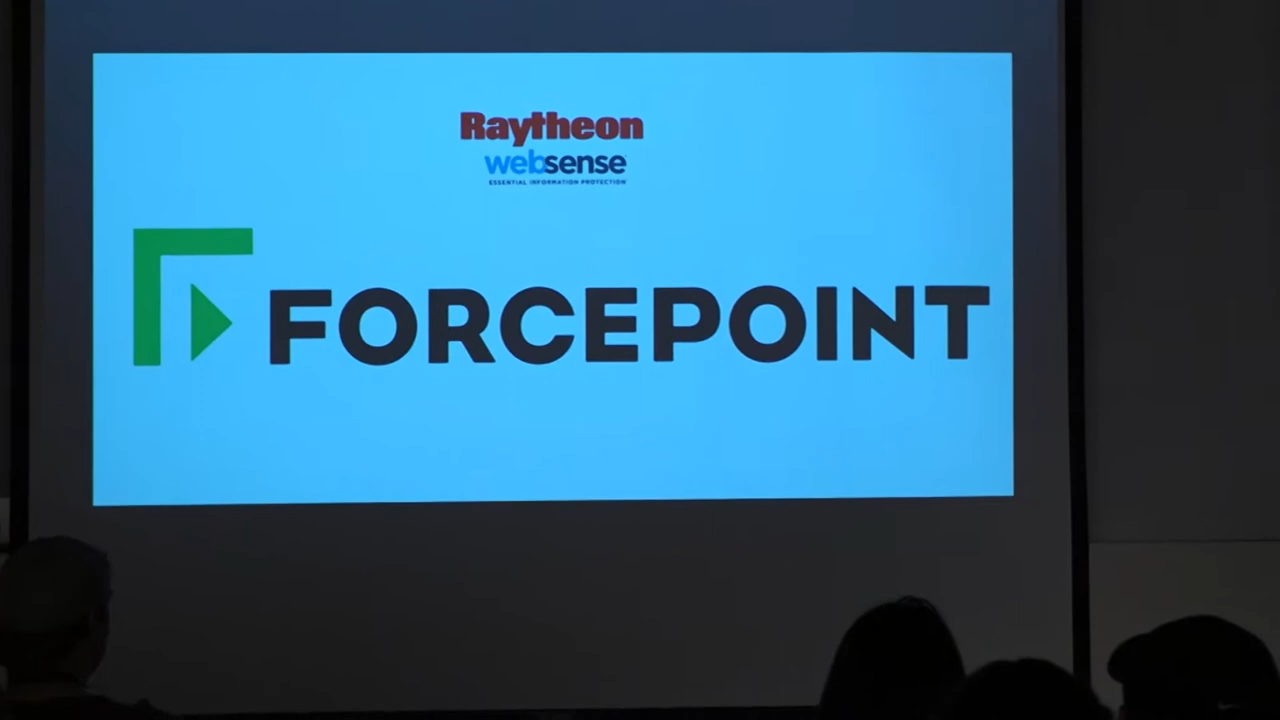 Raytheon
websense
ESSENTIAL INFORMATION PROTECTION
FORCEPOINT